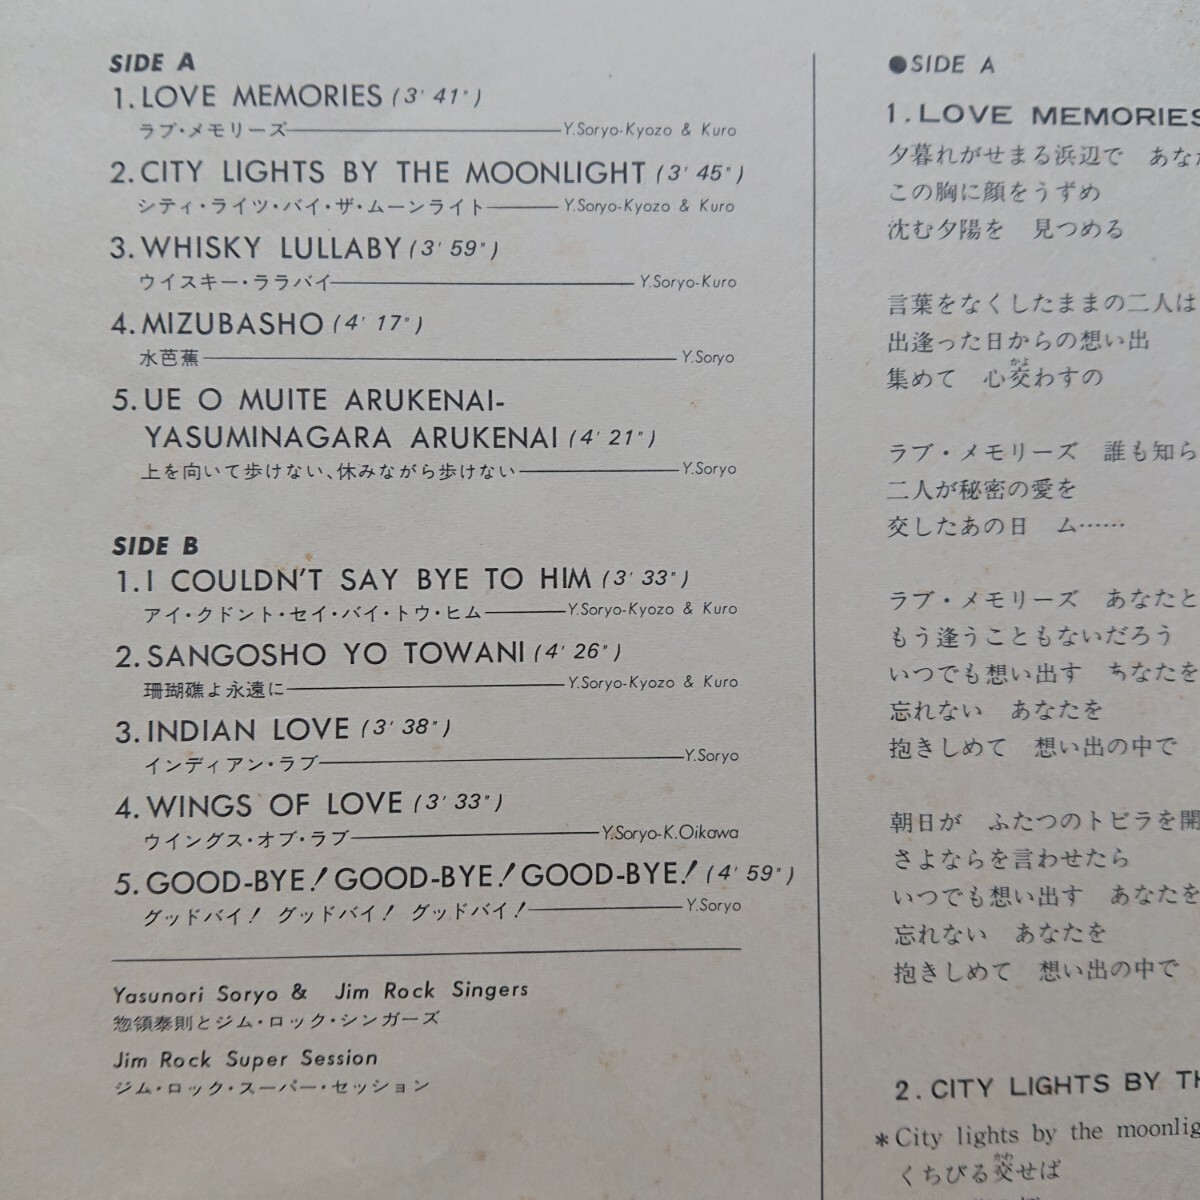 SIDE A
1. LOVE MEMORIES (3' 41")
ラブ・メモリーズ Y.Soryo-Kyozo & Kuro
2. CITY LIGHTS BY THE MOONLIGHT (3' 45")
シティ・ライツ・バイ・ザ・ムーンライト Y.Soryo-Kyozo & Kuro
3. WHISKY LULLABY (3' 59")
ウイスキー・ララバイ Y.Soryo-Kuro
4. MIZUBASHO (4' 17")
水芭蕉 Y.Soryo
5. UE O MUITE ARUKENAI-
YASUMINAGARA ARUKENAI (4' 21")
上を向いて歩けない、休みながら歩けない Y.Soryo
SIDE B
1. I COULDN'T SAY BYE TO HIM (3' 33")
アイ・クドント・セイ・バイ・トウ・ヒム Y.Soryo-Kyozo & Kuro
2. SANGOSHO YO TOWANI (4' 26")
珊瑚礁よ永遠に Y.Soryo-Kyozo & Kuro
3. INDIAN LOVE (3' 38")
インディアン・ラブ Y.Soryo
4. WINGS OF LOVE (3' 33")
ウイングス・オブ・ラブ Y.Soryo-K.Oikawa
5. GOOD-BYE! GOOD-BYE! GOOD-BYE! (4' 59")
グッドバイ! グッドバイ! グッドバイ! Y.Soryo
Yasunori Soryo & Jim Rock Singers
惣領泰則とジム・ロック・シンガーズ
Jim Rock Super Session
ジム・ロック・スーパー・セッション
●SIDE A
1. LOVE MEMORIES
夕暮れがせまる浜辺で あなた
この胸に顔をうずめ
沈む夕陽を 見つめる
言葉をなくしたままの二人は
出逢った日からの想い出
集めて 心交わすの
かよ
ラブ・メモリーズ 誰も知ら
二人が秘密の愛を
交したあの日 ム……
ラブ・メモリーズ あなたと
もう逢うこともないだろう
いつでも想い出す あなたを
忘れない あなたを
抱きしめて 想い出の中で
朝日が ふたつのトビラを開
さよならを言わせたら
いつでも想い出す あなたを
忘れない あなたを
抱きしめて 想い出の中で
2. CITY LIGHTS BY TH
*City lights by the moonlig
くちびる交せば
かわ